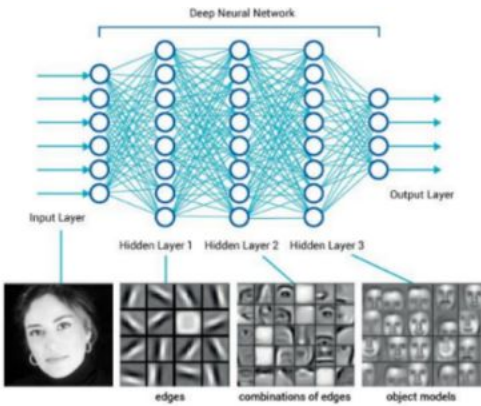 Deep Neural Network
Input Layer
Output Layer
Hidden Layer 1
Hidden Layer 2
Hidden Layer 3
edges
combinations of edges
object models